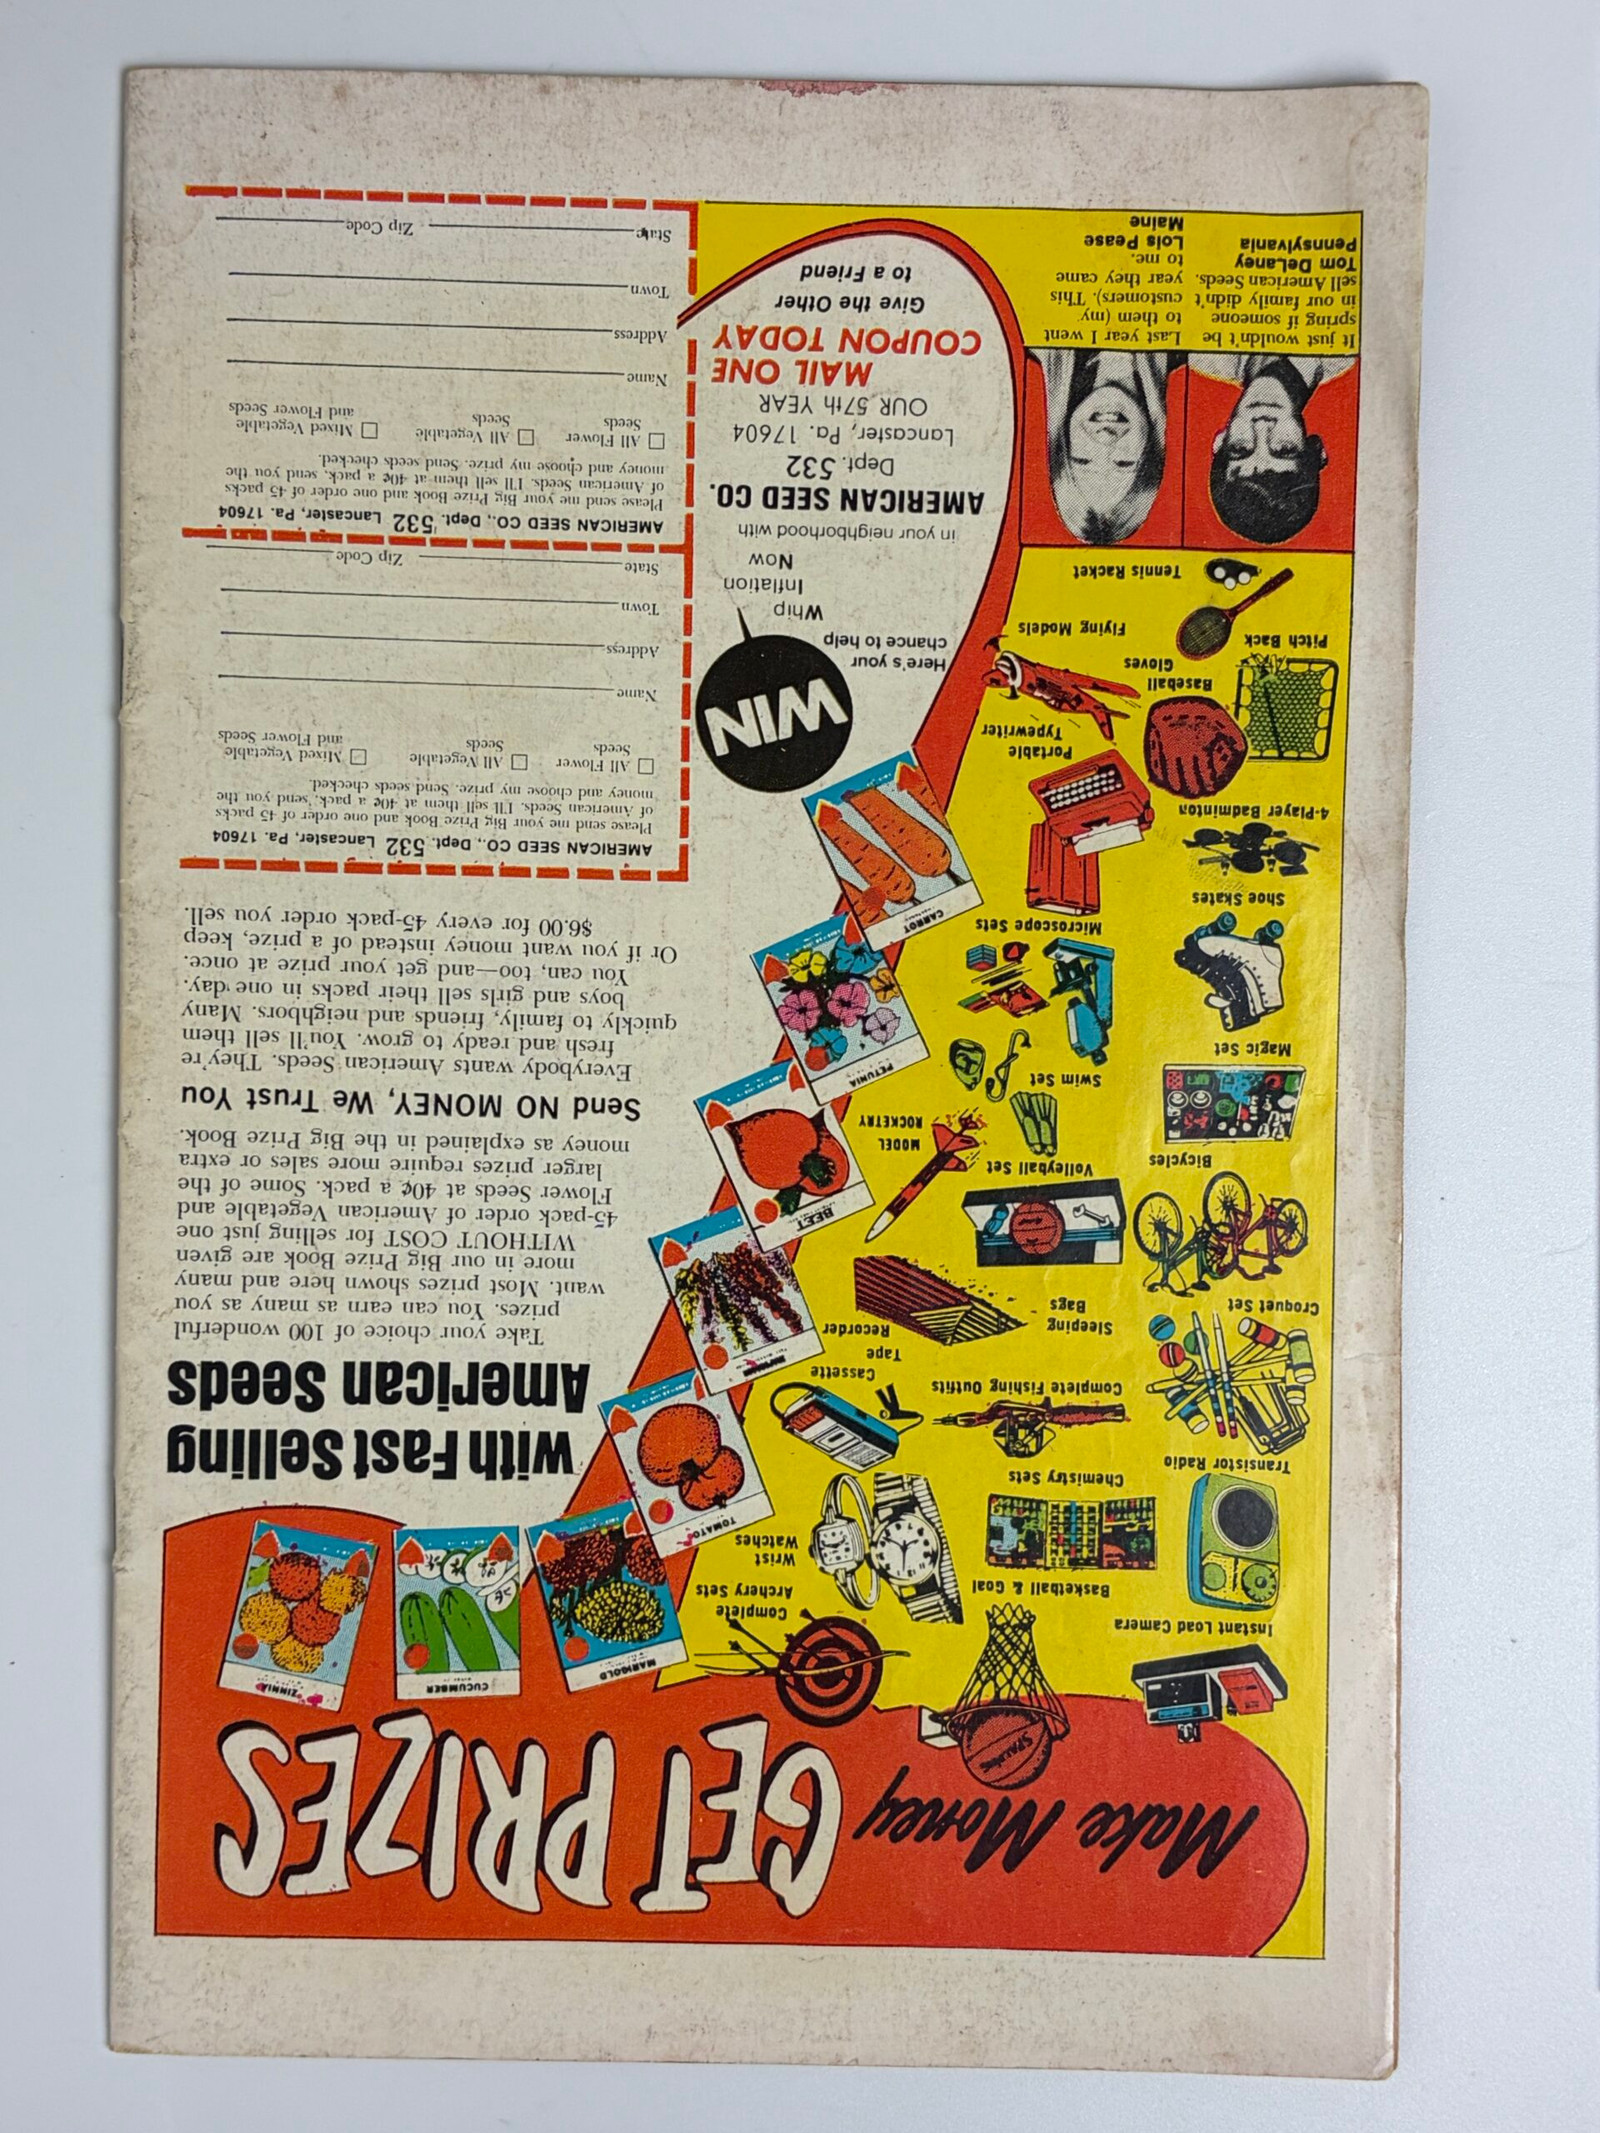 Make Money
GET PRIZES
with Fast Selling
American Seeds
Take your choice of 100 wonderful
prizes. You can earn as many as you
want. Most prizes shown here and many
more in our Big Prize Book are given
WITHOUT COST for selling just one
45-pack order of American Vegetable and
Flower Seeds at 40¢ a pack. Some of the
larger prizes require more sales or extra
money as explained in the Big Prize Book.
Send NO MONEY, We Trust You
Everybody wants American Seeds. They're
fresh and ready to grow. You'll sell them
quickly to family, friends and neighbors. Many
boys and girls sell their packs in one day.
You can, too—and get your prize at once.
Or if you want money instead of a prize, keep
$6.00 for every 45-pack order you sell.
ZINNIA
CUCUMBER
MARIGOLD
TOMATO
BEET
PETUNIA
CARROT
Instant Load Camera
SPALDING
Basketball & Goal
Complete
Archery Sets
Wrist
Watches
Transistor Radio
Chemistry Sets
Croquet Set
Complete Fishing Outfits
Cassette
Tape
Recorder
Sleeping
Bags
Bicycles
Volleyball Set
MODEL
ROCKETRY
Magic Set
Swim Set
Shoe Skates
Microscope Sets
4-Player Badminton
Portable
Typewriter
Pitch Back
Baseball
Gloves
Flying Models
Tennis Racket
It just wouldn't be
spring if someone
in our family didn't
sell American Seeds.
Tom DeLaney
Pennsylvania
Last year I went
to them (my
customers). This
year they came
to me.
Lois Pease
Maine
WIN
Here's your
chance to help
Whip
Inflation
Now
in your neighborhood with
AMERICAN SEED CO.
Dept. 532
Lancaster, Pa. 17604
OUR 57th YEAR
MAIL ONE
COUPON TODAY
Give the Other
to a Friend
AMERICAN SEED CO., Dept. 532 Lancaster, Pa. 17604
Please send me your Big Prize Book and one order of 45 packs
of American Seeds. I'll sell them at 40¢ a pack, send you the
money and choose my prize. Send seeds checked.
All Flower Seeds
All Vegetable Seeds
Mixed Vegetable and Flower Seeds
Name
Address
Town
State Zip Code
AMERICAN SEED CO., Dept. 532 Lancaster, Pa. 17604
Please send me your Big Prize Book and one order of 45 packs
of American Seeds. I'll sell them at 40¢ a pack, send you the
money and choose my prize. Send seeds checked.
All Flower Seeds
All Vegetable Seeds
Mixed Vegetable and Flower Seeds
Name
Address
Town
State Zip Code